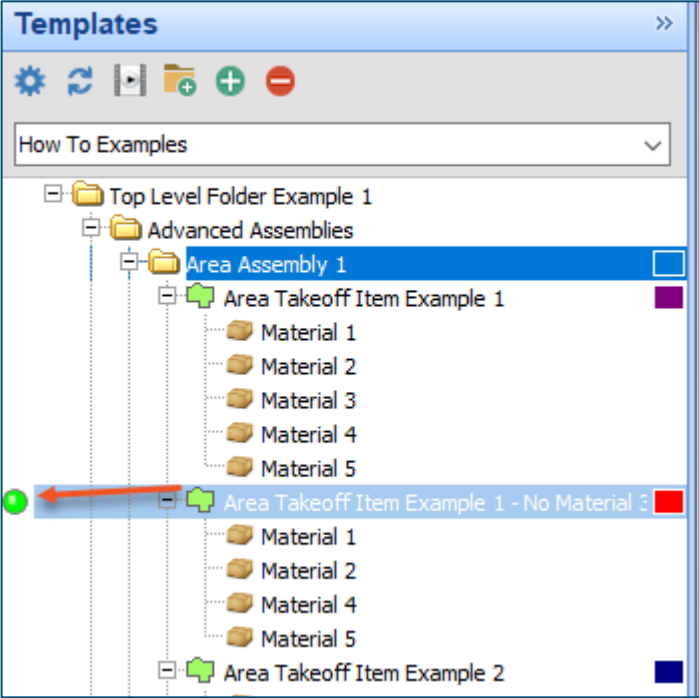 Templates
How To Examples
Top Level Folder Example 1
Advanced Assemblies
Area Assembly 1
Area Takeoff Item Example 1
Material 1
Material 2
Material 3
Material 4
Material 5
Area Takeoff Item Example 1 - No Material 3
Material 1
Material 2
Material 4
Material 5
Area Takeoff Item Example 2